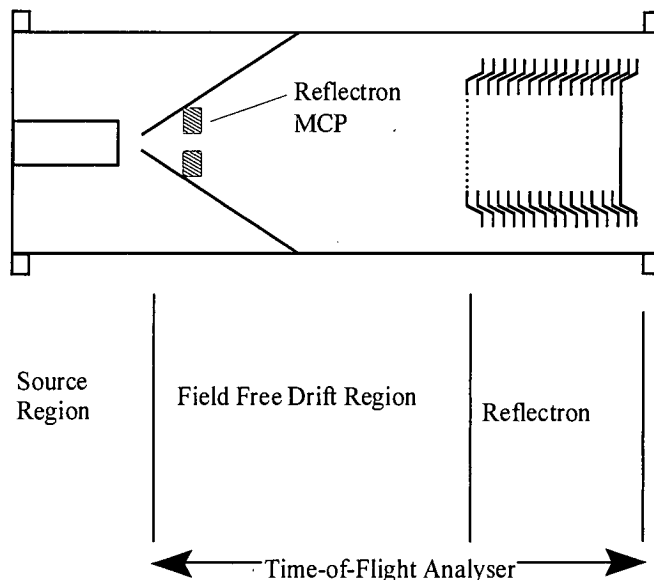 Reflectron
MCP
Source
Region
Field Free Drift Region
Reflectron
Time-of-Flight Analyser